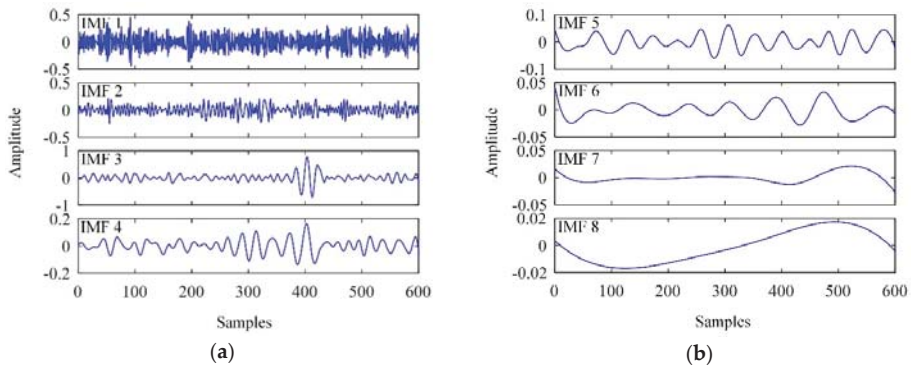 0.5
IMF 1
0
-0.5
0.5
IMF 2
0
-0.5
1
IMF 3
0
-1
0.2
IMF 4
0
-0.2
0 100 200 300 400 500 600
Amplitude
Samples
(a)
0.1
IMF 5
0
-0.1
0.05
IMF 6
0
-0.05
0.05
IMF 7
0
-0.05
0.02
IMF 8
0
-0.02
0 100 200 300 400 500 600
Amplitude
Samples
(b)